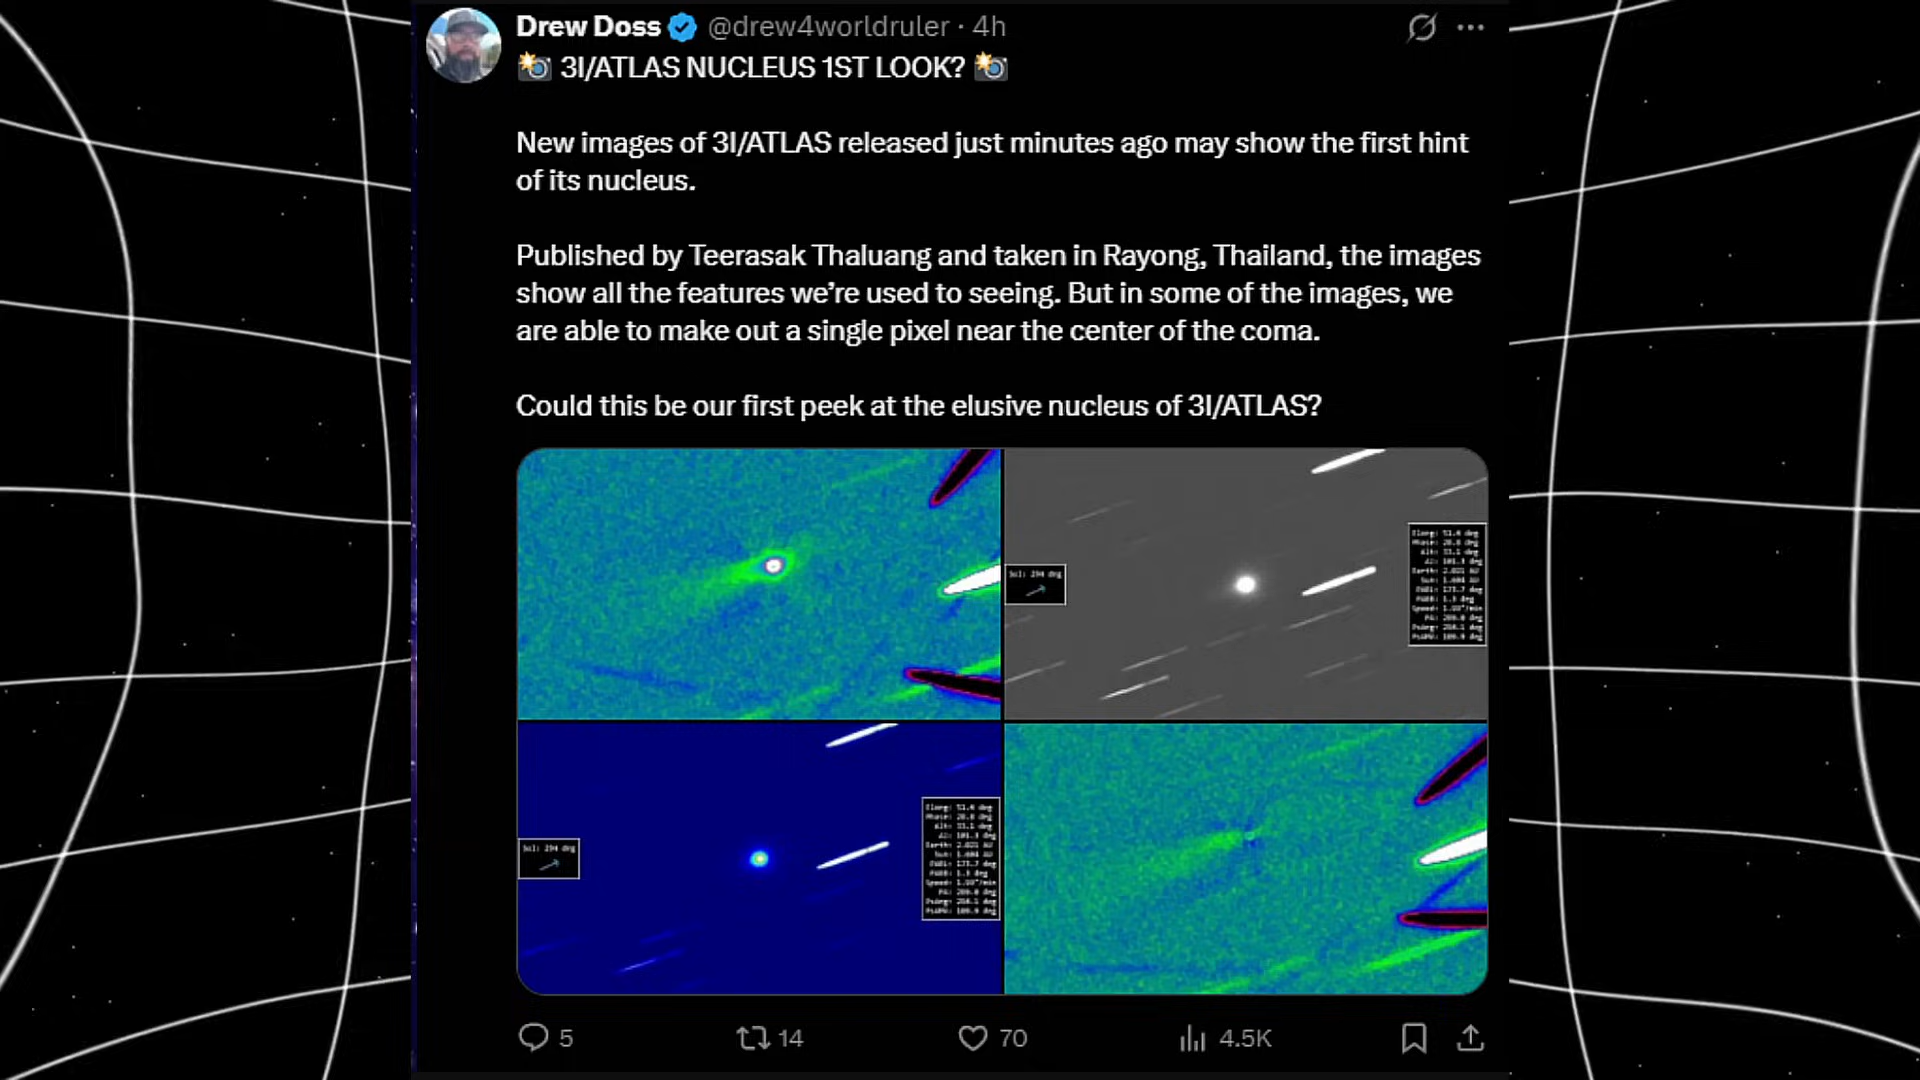 Drew Doss @drew4worldruler · 4h
3I/ATLAS NUCLEUS 1ST LOOK?
New images of 3I/ATLAS released just minutes ago may show the first hint
of its nucleus.
Published by Teerasak Thaluang and taken in Rayong, Thailand, the images
show all the features we’re used to seeing. But in some of the images, we
are able to make out a single pixel near the center of the coma.
Could this be our first peek at the elusive nucleus of 3I/ATLAS?
5 14 70 4.5K